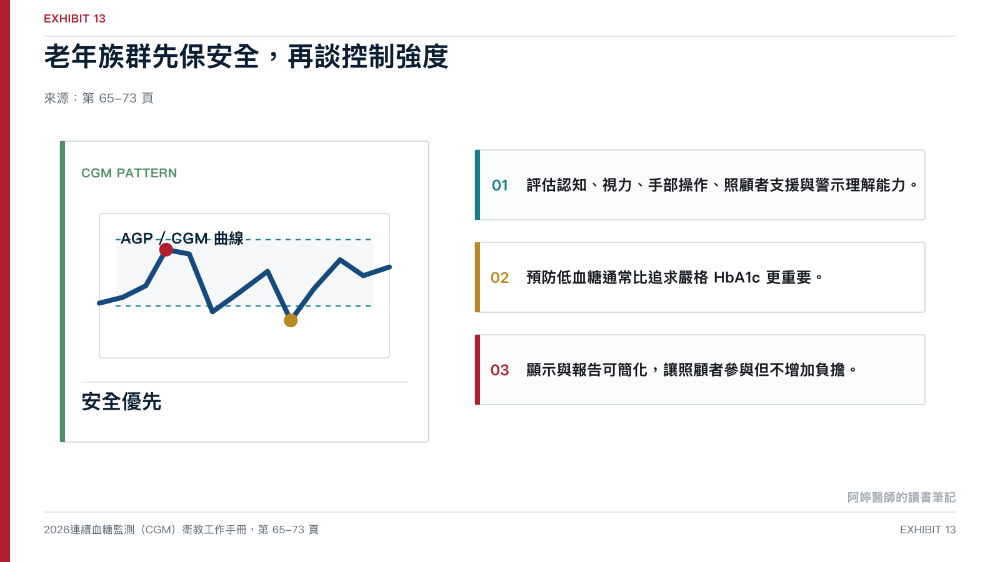 EXHIBIT 13
老年族群先保安全，再談控制強度
來源：第 65–73 頁
CGM PATTERN
AGP / CGM 曲線
安全優先
01 評估認知、視力、手部操作、照顧者支援與警示理解能力。
02 預防低血糖通常比追求嚴格 HbA1c 更重要。
03 顯示與報告可簡化，讓照顧者參與但不增加負擔。
阿婷醫師的讀書筆記
2026連續血糖監測（CGM）衛教工作手冊，第 65–73 頁
EXHIBIT 13